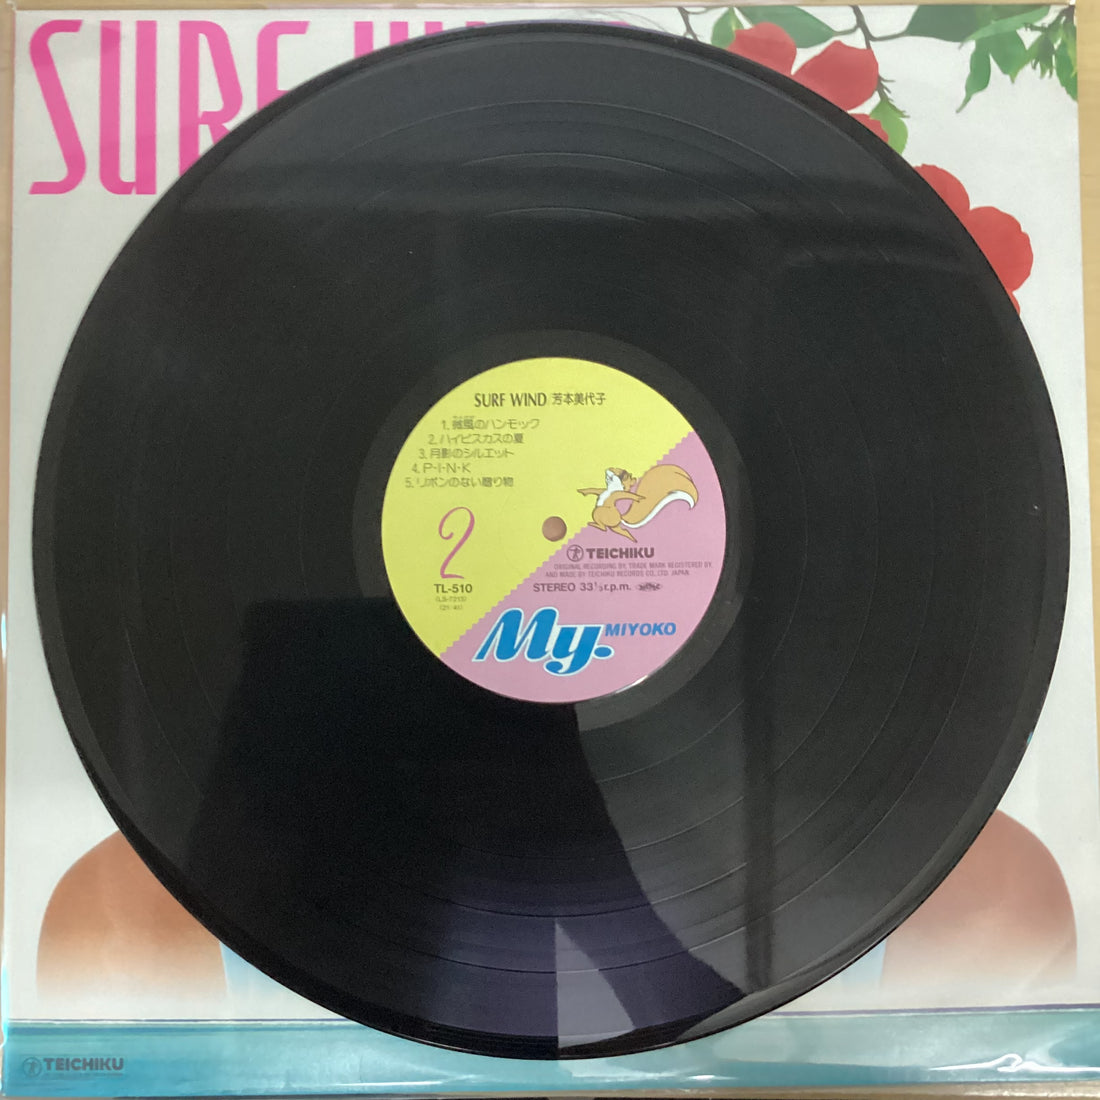 SURF
SURF WIND 芳本美代子
1. 微風のハンモック
2. ハイビスカスの夏
3. 月影のシルエット
4. P・I・N・K
5. リボンのない贈り物
2
TL-510
(21/41)
TEICHIKU
ORIGINAL RECORDING BY, TRADE MARK REGISTERED BY,
AND MADE BY TEICHIKU RECORDS CO., LTD. JAPAN.
STEREO 33⅓ r.p.m.
My. MIYOKO
TEICHIKU